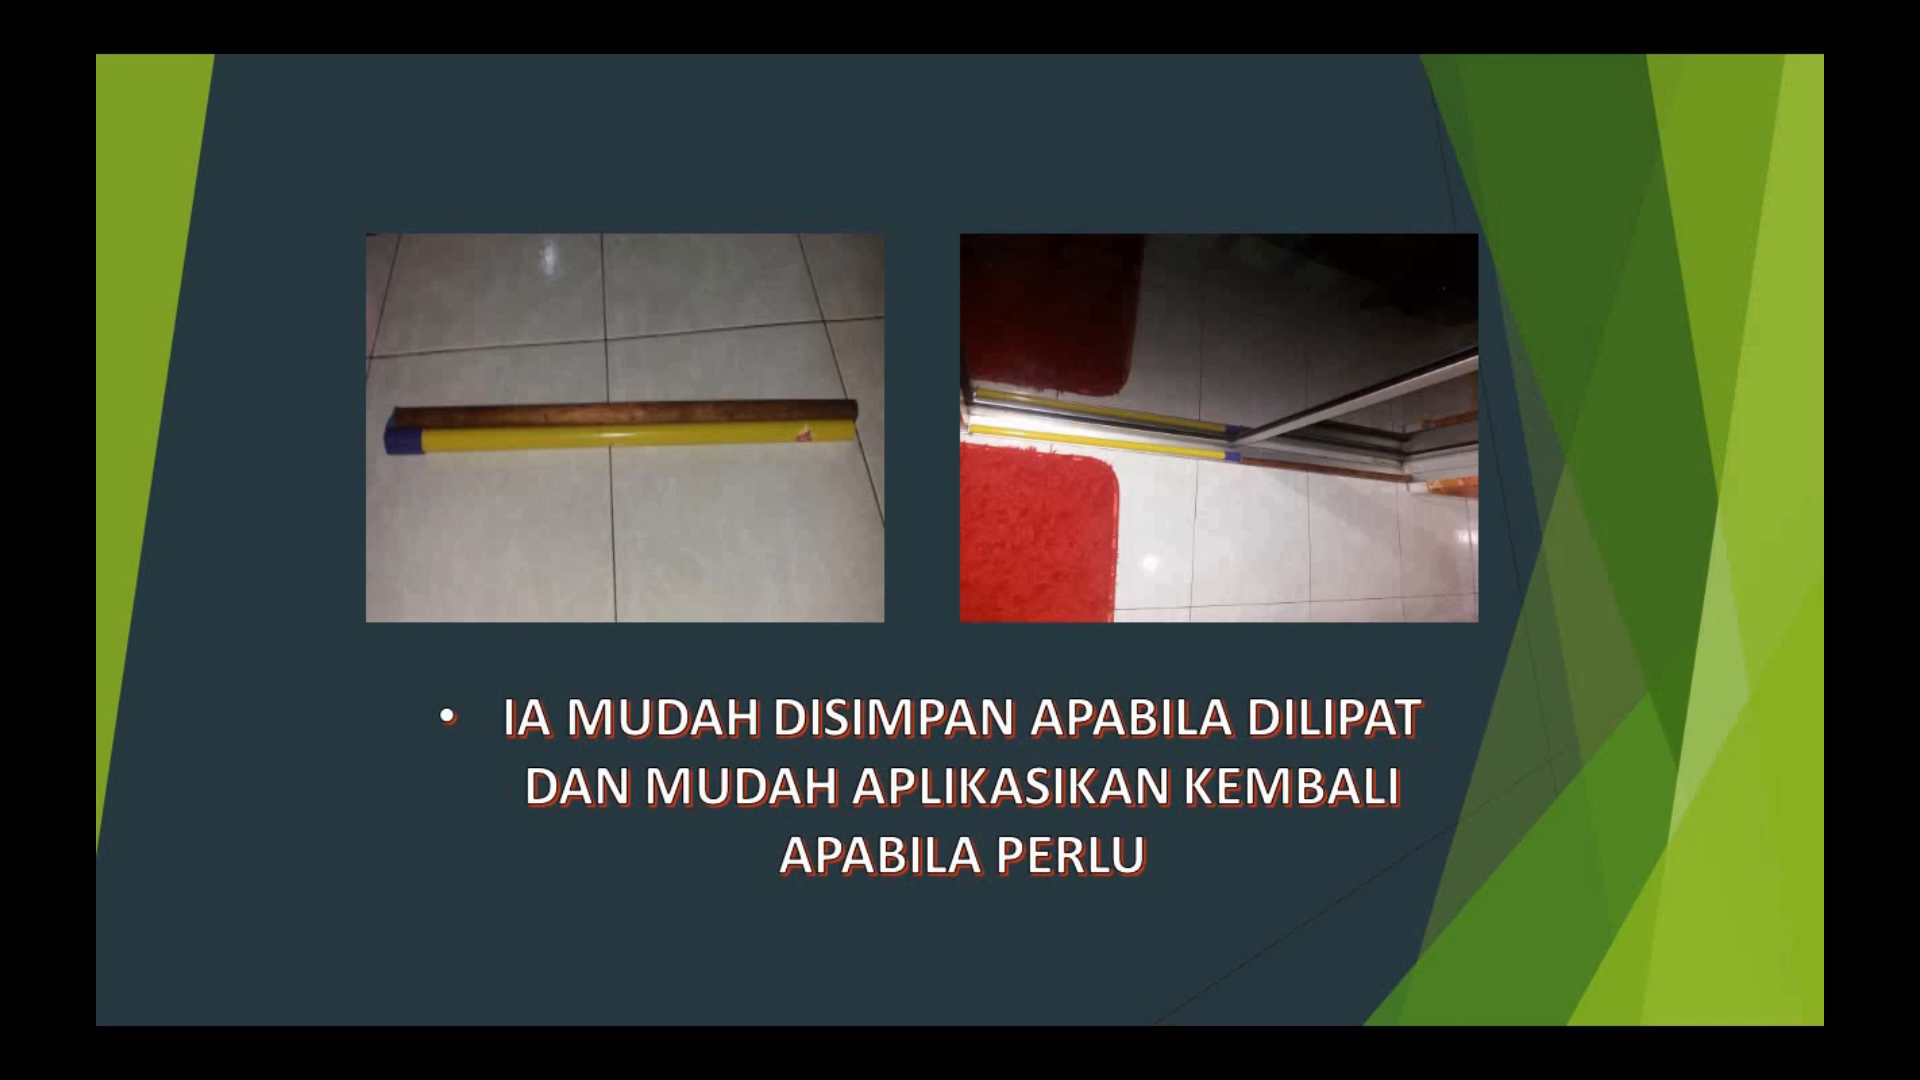 • IA MUDAH DISIMPAN APABILA DILIPAT
DAN MUDAH APLIKASIKAN KEMBALI
APABILA PERLU